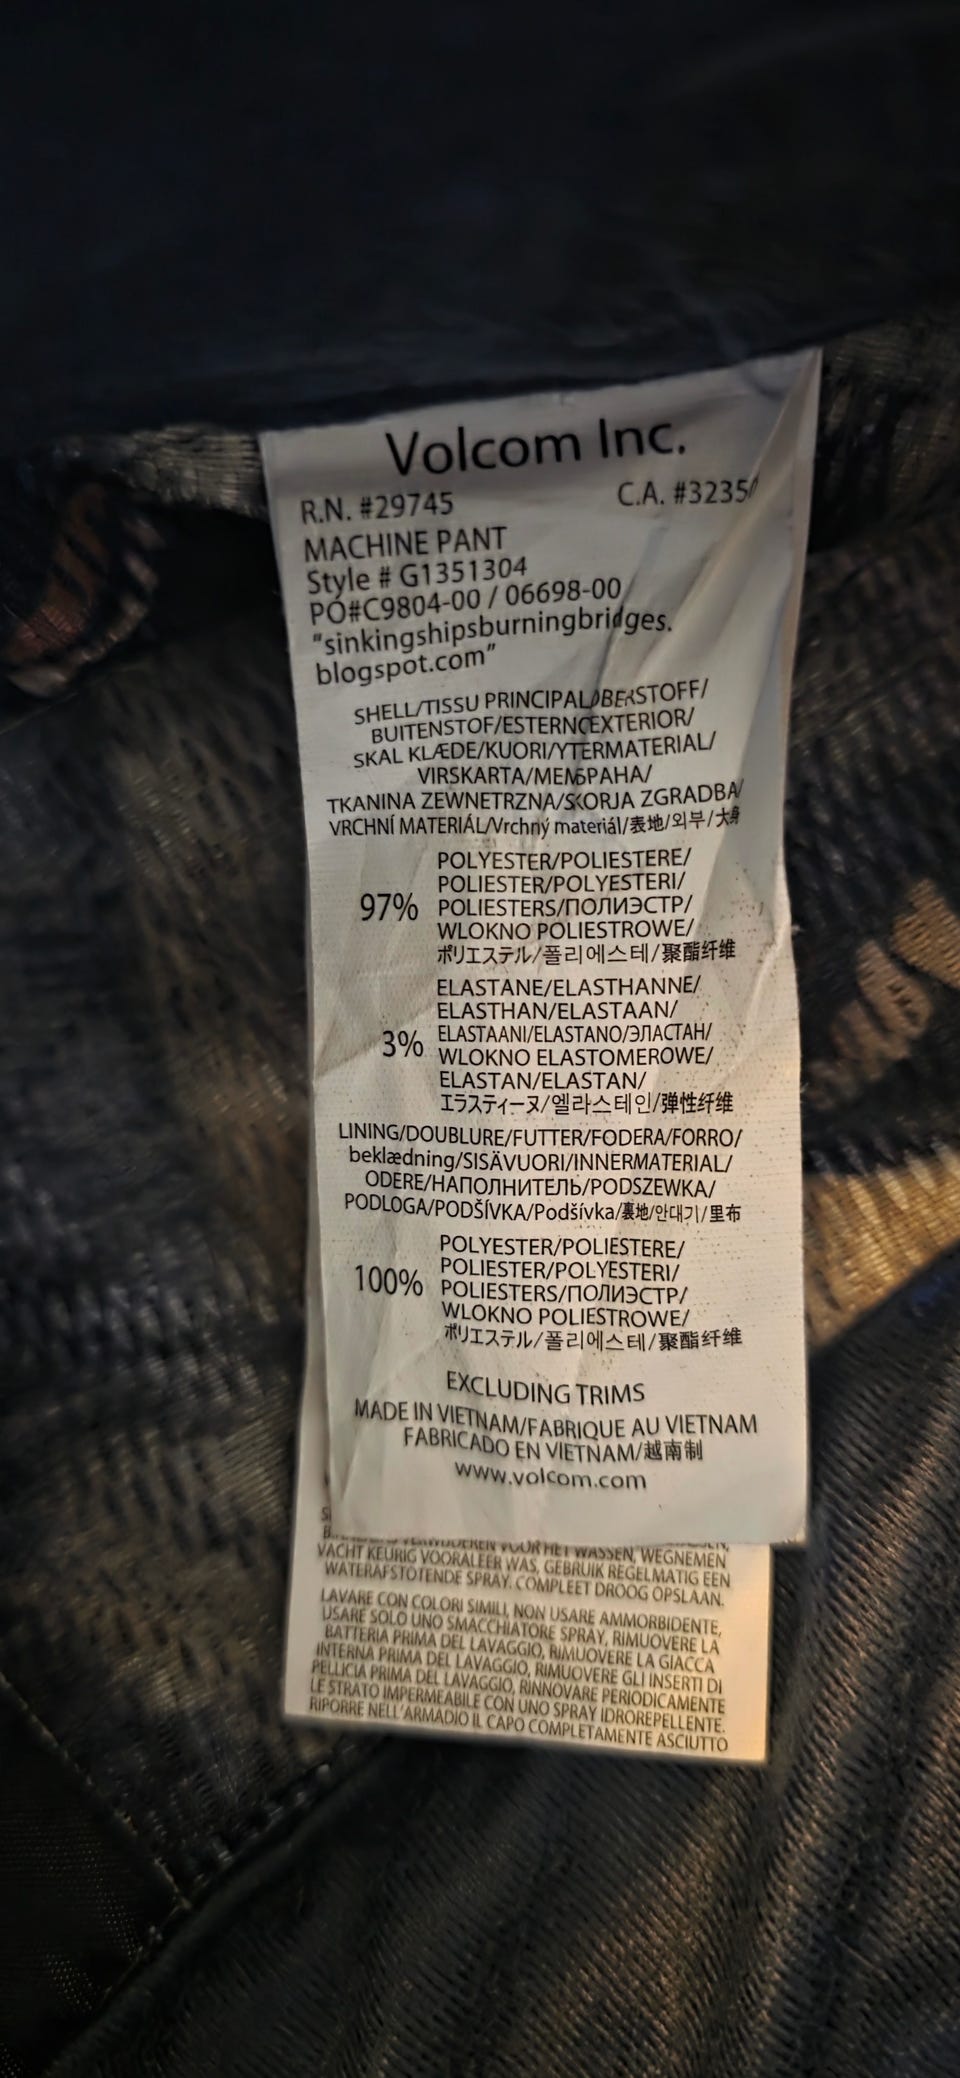 Volcom Inc.
R.N. #29745 C.A. #3235
MACHINE PANT
Style # G1351304
PO#C9804-00 / 06698-00
"sinkingshipsburningbridges.
blogspot.com"
SHELL/TISSU PRINCIPAL/OBERSTOFF/
BUITENSTOF/ESTERNO/EXTERIOR/
SKAL KLÆDE/KUORI/YTERMATERIAL/
VIRSKARTA/МЕМБРАНА/
TKANINA ZEWNETRZNA/SKORJA ZGRADBA/
VRCHNÍ MATERIÁL/Vrchný materiál/表地/외부/大身
97% POLYESTER/POLIESTERE/
POLIESTER/POLYESTERI/
POLIESTERS/ПОЛИЭСТР/
WLOKNO POLIESTROWE/
ポリエステル/폴리에스테/聚酯纤维
3% ELASTANE/ELASTHANNE/
ELASTHAN/ELASTAAN/
ELASTAANI/ELASTANO/ЭЛАСТАН/
WLOKNO ELASTOMEROWE/
ELASTAN/ELASTAN/
エラスティーヌ/엘라스테인/弹性纤维
LINING/DOUBLURE/FUTTER/FODERA/FORRO/
beklædning/SISÄVUORI/INNERMATERIAL/
ODERE/НАПОЛНИТЕЛЬ/PODSZEWKA/
PODLOGA/PODŠÍVKA/Podšívka/裏地/안대기/里布
100% POLYESTER/POLIESTERE/
POLIESTER/POLYESTERI/
POLIESTERS/ПОЛИЭСТР/
WLOKNO POLIESTROWE/
ポリエステル/폴리에스테/聚酯纤维
EXCLUDING TRIMS
MADE IN VIETNAM/FABRIQUE AU VIETNAM
FABRICADO EN VIETNAM/越南制
www.volcom.com
VOOR HET WASSEN, WEGNEMEN
VACHT KEURIG VOORALEER WAS, GEBRUIK REGELMATIG EEN
WATERAFSTOTENDE SPRAY. COMPLEET DROOG OPSLAAN.
LAVARE CON COLORI SIMILI, NON USARE AMMORBIDENTE,
USARE SOLO UNO SMACCHIATORE SPRAY, RIMUOVERE LA
BATTERIA PRIMA DEL LAVAGGIO, RIMUOVERE LA GIACCA
INTERNA PRIMA DEL LAVAGGIO, RIMUOVERE GLI INSERTI DI
PELLICIA PRIMA DEL LAVAGGIO, RINNOVARE PERIODICAMENTE
LE STRATO IMPERMEABILE CON UNO SPRAY IDROREPELLENTE.
RIPORRE NELL'ARMADIO IL CAPO COMPLETAMENTE ASCIUTTO